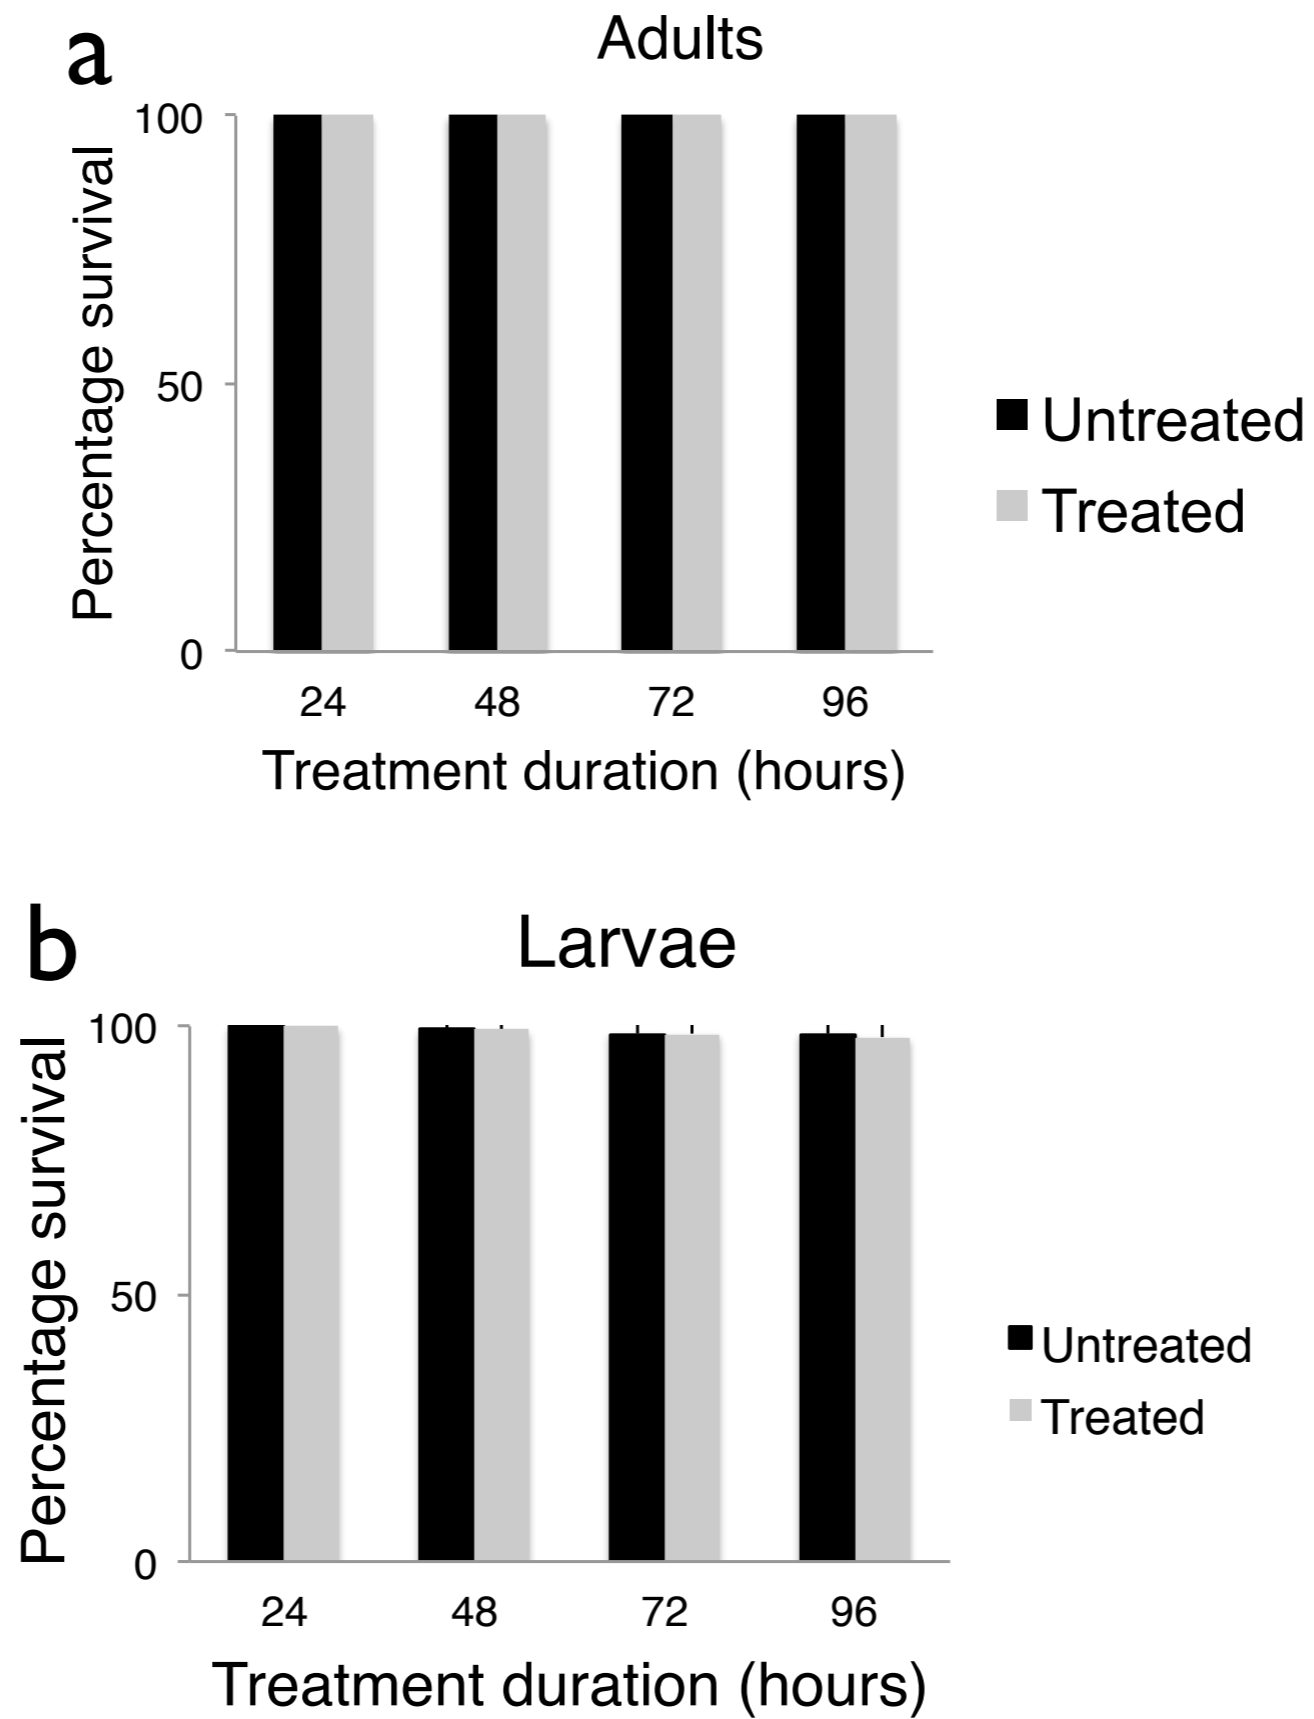 a
Adults
Percentage survival
100
50
0
24 48 72 96
Treatment duration (hours)
Untreated
Treated
b
Larvae
Percentage survival
100
50
0
24 48 72 96
Treatment duration (hours)
Untreated
Treated